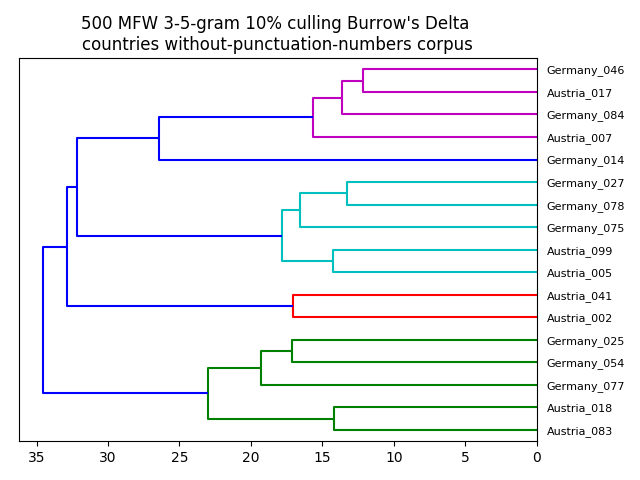 500 MFW 3-5-gram 10% culling Burrow's Delta
countries without-punctuation-numbers corpus
Germany_046
Austria_017
Germany_084
Austria_007
Germany_014
Germany_027
Germany_078
Germany_075
Austria_099
Austria_005
Austria_041
Austria_002
Germany_025
Germany_054
Germany_077
Austria_018
Austria_083
35 30 25 20 15 10 5 0